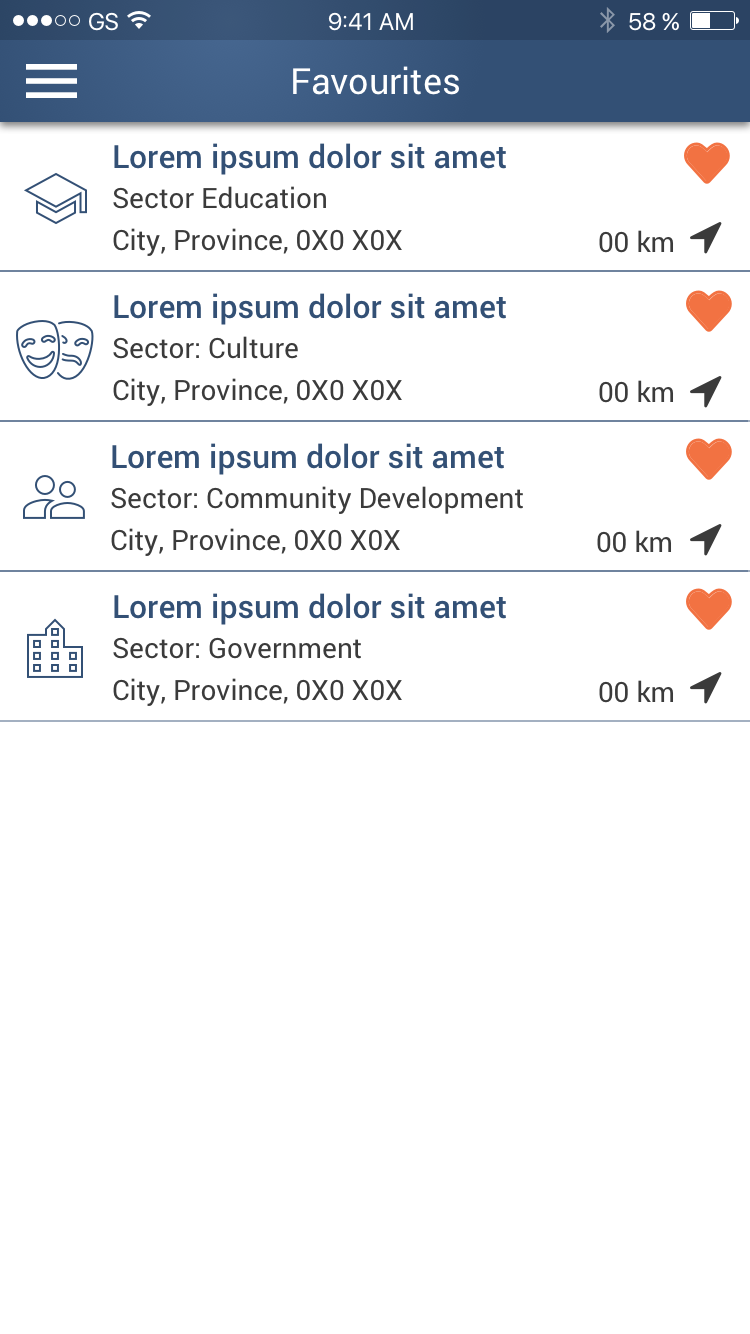 GS 9:41 AM 58 %
Favourites
Lorem ipsum dolor sit amet
Sector Education
City, Province, 0X0 X0X 00 km
Lorem ipsum dolor sit amet
Sector: Culture
City, Province, 0X0 X0X 00 km
Lorem ipsum dolor sit amet
Sector: Community Development
City, Province, 0X0 X0X 00 km
Lorem ipsum dolor sit amet
Sector: Government
City, Province, 0X0 X0X 00 km